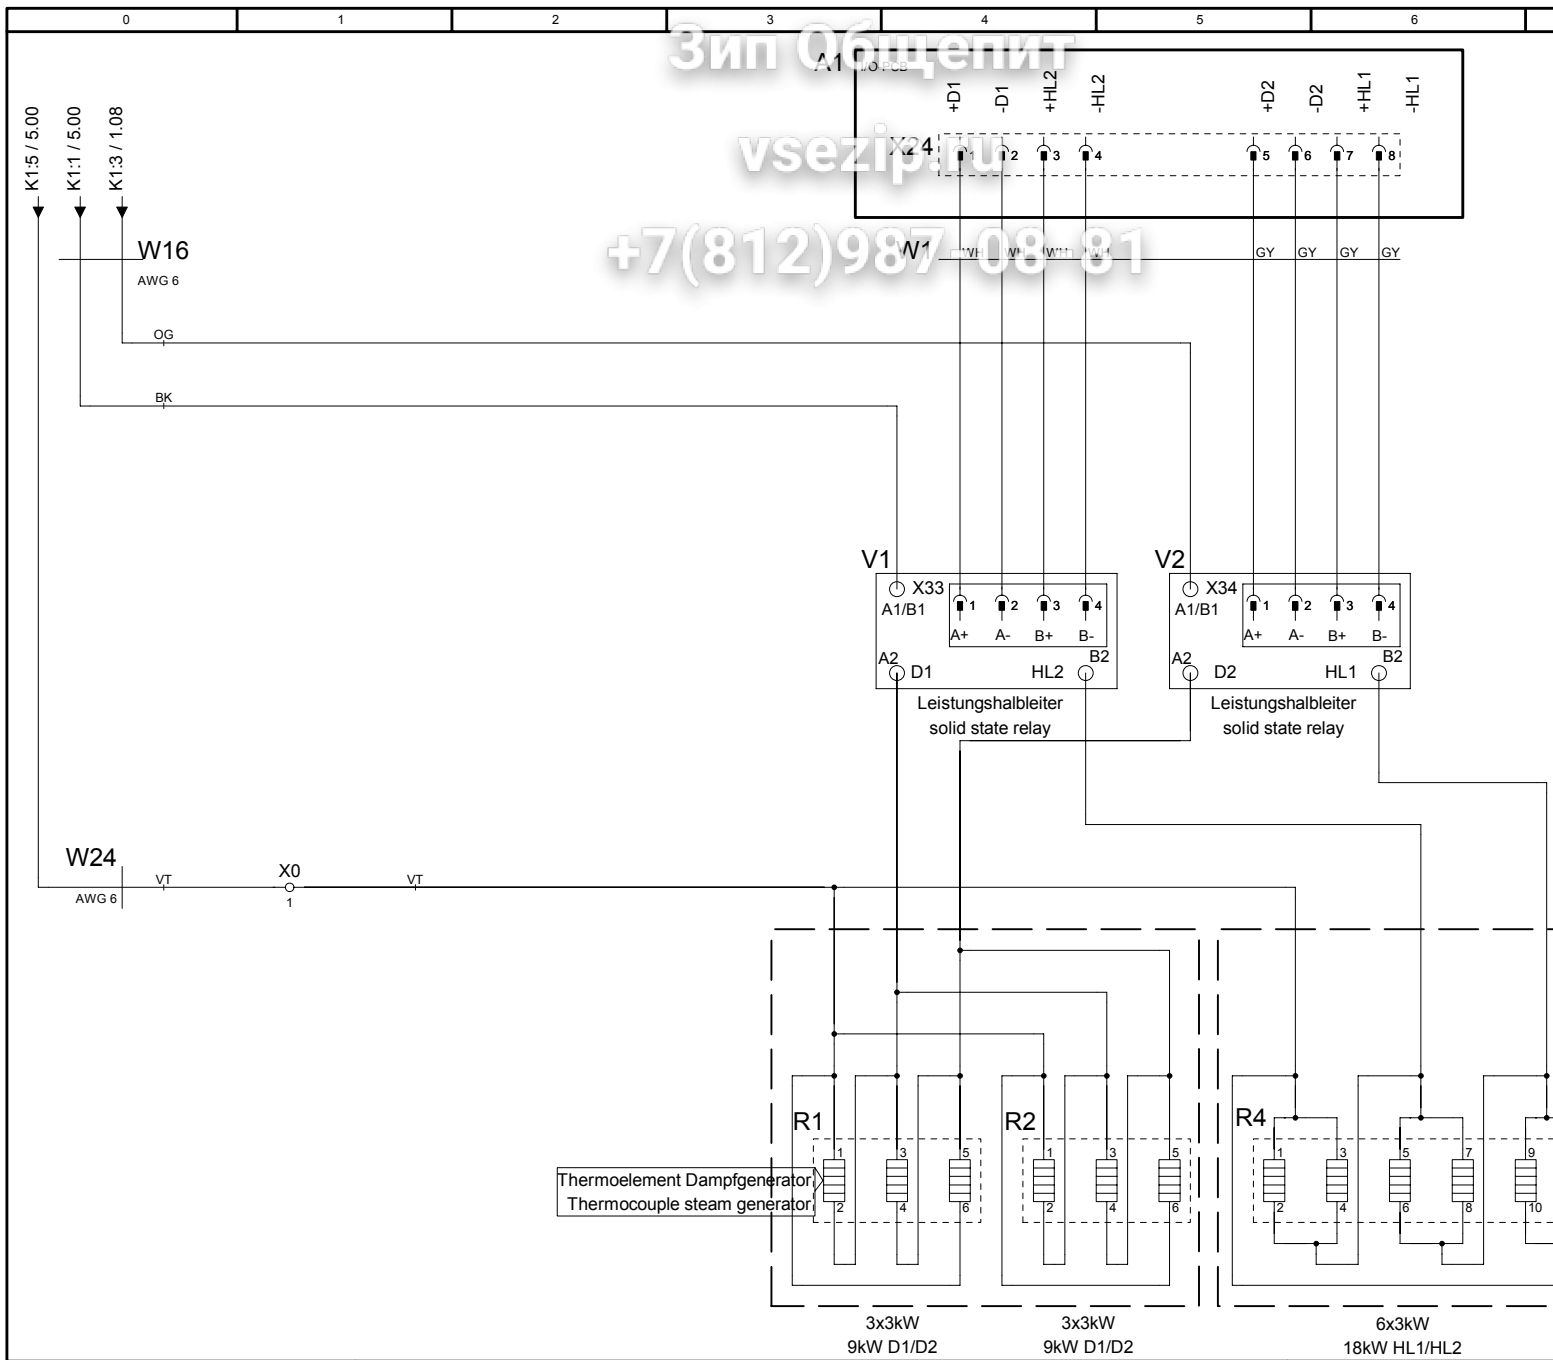 0 1 2 3 4 5 6
Зип Общепит
A1 I/O-PCB
+D1 -D1 +HL2 -HL2 +D2 -D2 +HL1 -HL1
K1:5 / 5.00
K1:1 / 5.00
K1:3 / 1.08
X24 1 2 3 4 5 6 7 8
vsezip.ru
W16
AWG 6
+7(812)987-08-81
W1 WH WH WH WH GY GY GY GY
OG
BK
V1 V2
X33 1 2 3 4 X34 1 2 3 4
A1/B1 A+ A- B+ B- A1/B1 A+ A- B+ B-
A2 B2 A2 B2
D1 HL2 D2 HL1
Leistungshalbleiter Leistungshalbleiter
solid state relay solid state relay
W24
AWG 6
VT X0 VT
1
R1 R2 R4
1 3 5 1 3 5 1 3 5 7 9
Thermoelement Dampfgenerator
Thermocouple steam generator
2 4 6 2 4 6 2 4 6 8 10
3x3kW 3x3kW 6x3kW
9kW D1/D2 9kW D1/D2 18kW HL1/HL2